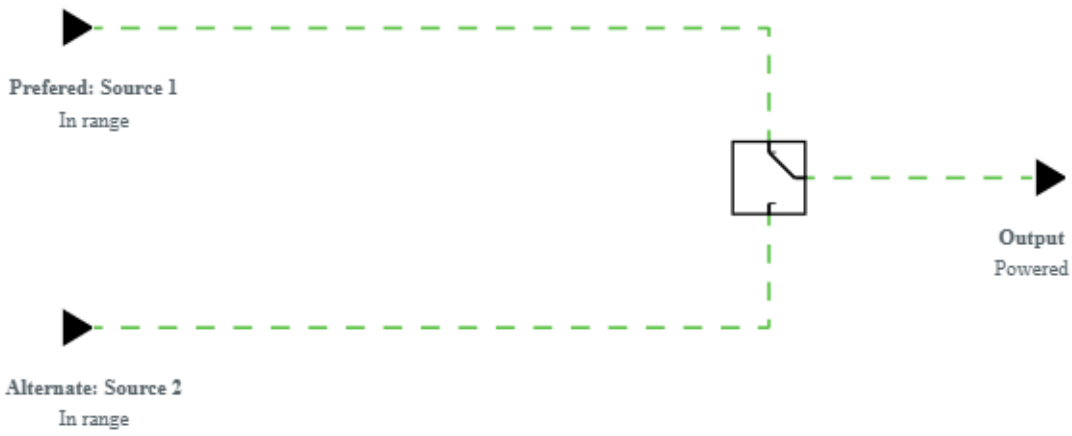 Prefered: Source 1
In range
Output
Powered
Alternate: Source 2
In range